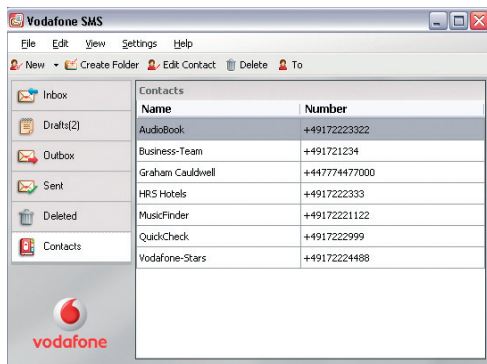 Vodafone SMS
File Edit View Settings Help
New Create Folder Edit Contact Delete To
Inbox
Drafts(2)
Outbox
Sent
Deleted
Contacts
vodafone
Contacts
Name Number
AudioBook +49172223322
Business-Team +491721234
Graham Cauldwell +447774477000
HRS Hotels +4917222333
MusicFinder +49172221122
QuickCheck +4917222999
Vodafone-Stars +49172224488